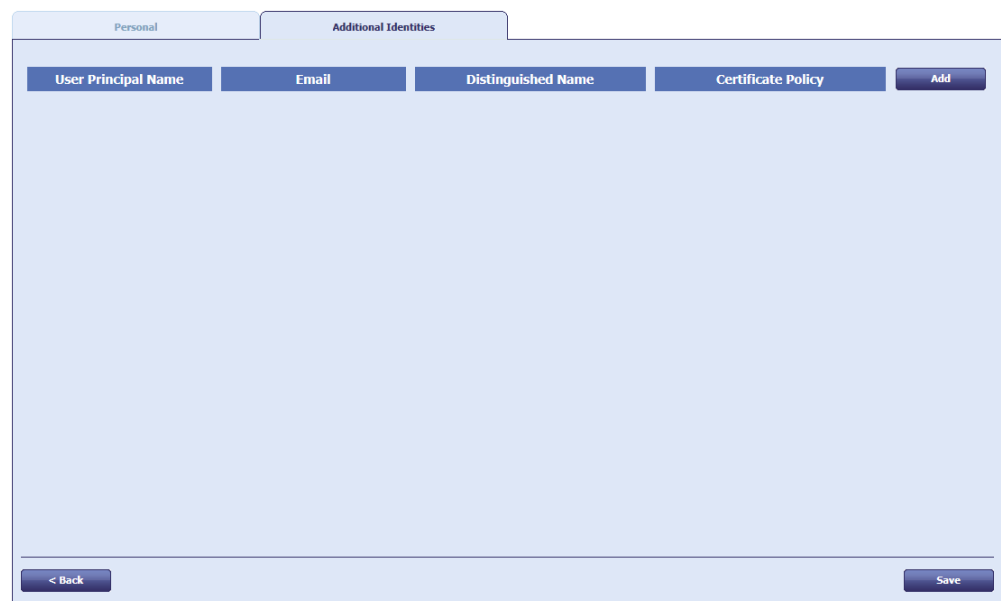 Personal Additional Identities
User Principal Name Email Distinguished Name Certificate Policy Add
< Back Save